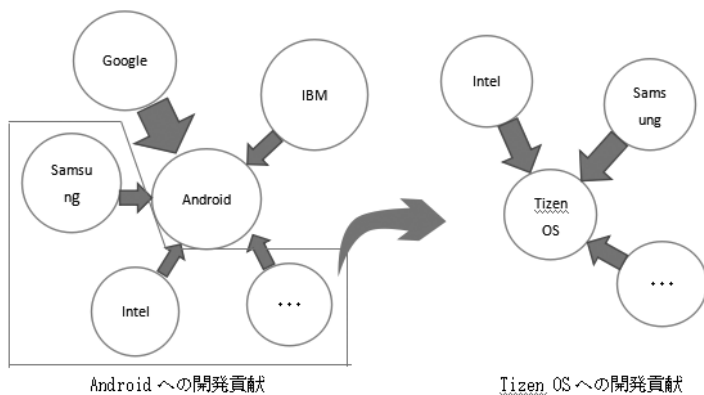 Google
IBM
Samsu
ng
Android
Intel
・・・
Androidへの開発貢献
Intel
Sams
ung
Tizen
OS
・・・
Tizen OSへの開発貢献